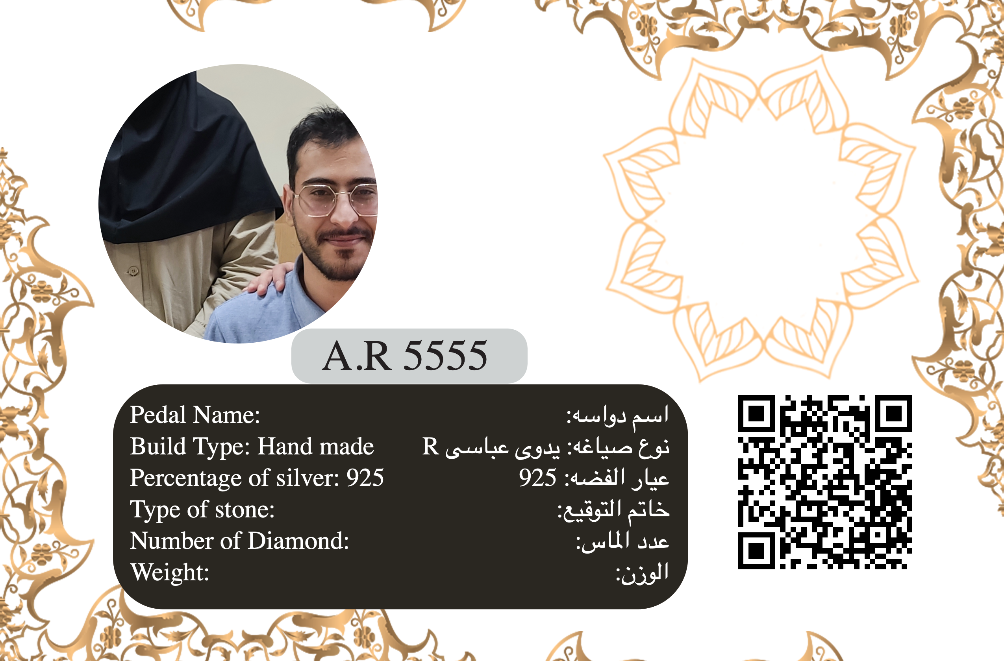 A.R 5555
Pedal Name:
اسم دواسه:
Build Type: Hand made
نوع صياغه: يدوى عباسى R
Percentage of silver: 925
عيار الفضه: 925
Type of stone:
خاتم التوقيع:
Number of Diamond:
عدد الماس:
Weight:
الوزن: